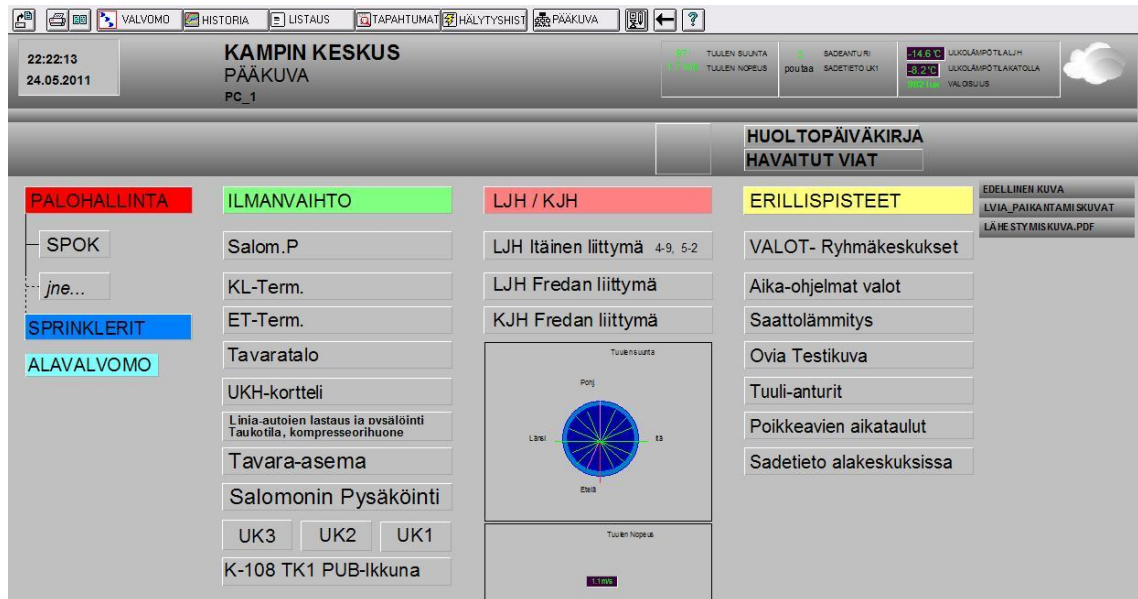 VALVOMO HISTORIA LISTAUS TAPAHTUMAT HÄLYTYSHIST PÄÄKUVA ?
22:22:13
24.05.2011
KAMPIN KESKUS
PÄÄKUVA
PC_1
TUULEN SUUNTA
TUULEN NOPEUS
SADEANTURI
poutaa SADETIETO UK1
-14.6°C ULKOLÄMPÖTILALJH
-8.2°C ULKOLÄMPÖTILAKATOLLA
VALOISUUS
HUOLTOPÄIVÄKIRJA
HAVAITUT VIAT
PALOHALLINTA
SPOK
jne...
SPRINKLERIT
ALAVALVOMO
ILMANVAIHTO
Salom.P
KL-Term.
ET-Term.
Tavaratalo
UKH-kortteli
Linja-autoien lastaus ja pysälöinti
Taukotila, kompresseorihuone
Tavara-asema
Salomonin Pysäköinti
UK3 UK2 UK1
K-108 TK1 PUB-Ikkuna
LJH / KJH
LJH Itäinen liittymä 4-9, 5-2
LJH Fredan liittymä
KJH Fredan liittymä
Tuulensuunta
Pohj
Länsi
Itä
Etelä
Tuulen Nopeus
1.1m/s
ERILLISPISTEET
VALOT- Ryhmäkeskukset
Aika-ohjelmat valot
Saattolämmitys
Ovia Testikuva
Tuuli-anturit
Poikkeavien aikataulut
Sadetieto alakeskuksissa
EDELLINEN KUVA
LVIA_PAIKANTAMISKUVAT
LÄHESTYMISKUVA.PDF